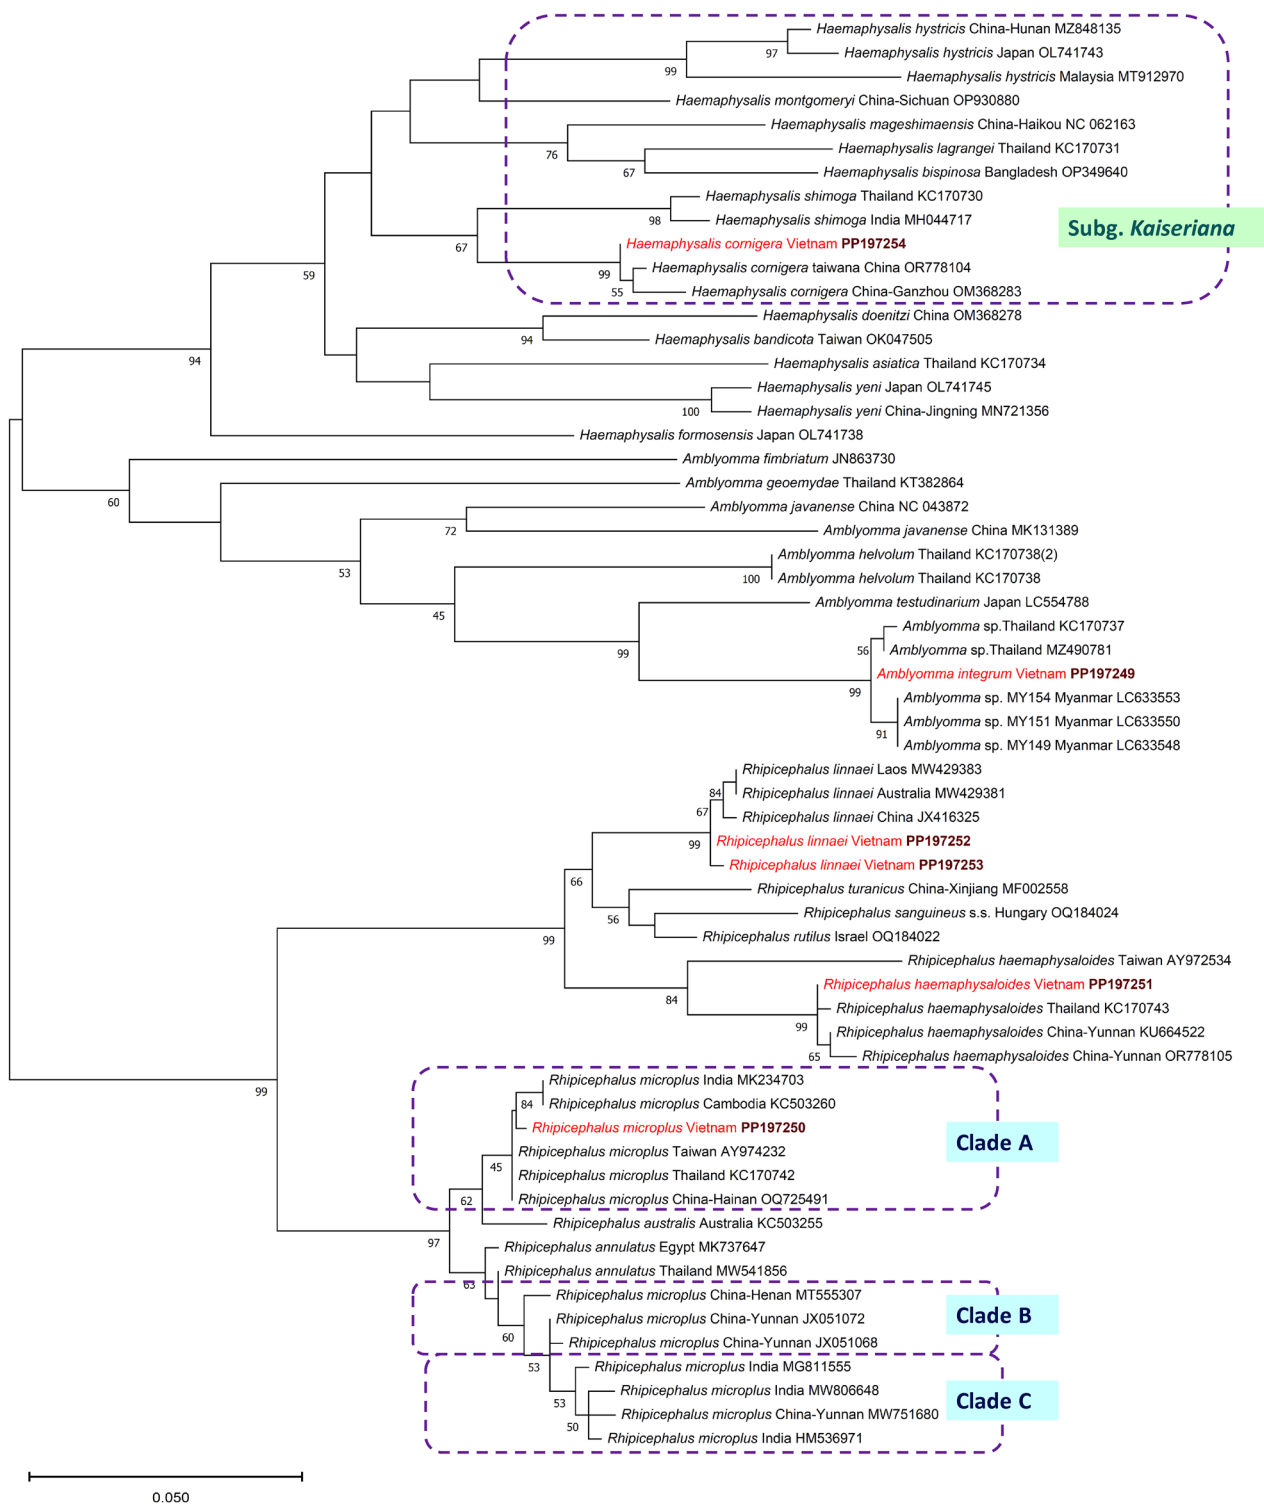 Haemaphysalis hystricis China-Hunan MZ848135
97
Haemaphysalis hystricis Japan OL741743
99
Haemaphysalis hystricis Malaysia MT912970
Haemaphysalis montgomeryi China-Sichuan OP930880
Haemaphysalis mageshimaensis China-Haikou NC 062163
76
Haemaphysalis lagrangei Thailand KC170731
67
Haemaphysalis bispinosa Bangladesh OP349640
Haemaphysalis shimoga Thailand KC170730
98
Haemaphysalis shimoga India MH044717
Subg. Kaiseriana
67
Haemaphysalis cornigera Vietnam PP197254
99
Haemaphysalis cornigera taiwana China OR778104
59
55
Haemaphysalis cornigera China-Ganzhou OM368283
Haemaphysalis doenitzi China OM368278
94
Haemaphysalis bandicota Taiwan OK047505
94
Haemaphysalis asiatica Thailand KC170734
Haemaphysalis yeni Japan OL741745
100
Haemaphysalis yeni China-Jingning MN721356
Haemaphysalis formosensis Japan OL741738
Amblyomma fimbriatum JN863730
60
Amblyomma geoemydae Thailand KT382864
Amblyomma javanense China NC 043872
72
Amblyomma javanense China MK131389
Amblyomma helvolum Thailand KC170738(2)
53
100
Amblyomma helvolum Thailand KC170738
45
Amblyomma testudinarium Japan LC554788
Amblyomma sp.Thailand KC170737
99
56
Amblyomma sp.Thailand MZ490781
Amblyomma integrum Vietnam PP197249
99
Amblyomma sp. MY154 Myanmar LC633553
Amblyomma sp. MY151 Myanmar LC633550
91
Amblyomma sp. MY149 Myanmar LC633548
Rhipicephalus linnaei Laos MW429383
84
Rhipicephalus linnaei Australia MW429381
67
Rhipicephalus linnaei China JX416325
99
Rhipicephalus linnaei Vietnam PP197252
Rhipicephalus linnaei Vietnam PP197253
66
Rhipicephalus turanicus China-Xinjiang MF002558
56
Rhipicephalus sanguineus s.s. Hungary OQ184024
99
Rhipicephalus rutilus Israel OQ184022
Rhipicephalus haemaphysaloides Taiwan AY972534
84
Rhipicephalus haemaphysaloides Vietnam PP197251
Rhipicephalus haemaphysaloides Thailand KC170743
99
Rhipicephalus haemaphysaloides China-Yunnan KU664522
65
Rhipicephalus haemaphysaloides China-Yunnan OR778105
99
Rhipicephalus microplus India MK234703
84
Rhipicephalus microplus Cambodia KC503260
Rhipicephalus microplus Vietnam PP197250
Clade A
Rhipicephalus microplus Taiwan AY974232
45
Rhipicephalus microplus Thailand KC170742
62
Rhipicephalus microplus China-Hainan OQ725491
Rhipicephalus australis Australia KC503255
97
Rhipicephalus annulatus Egypt MK737647
Rhipicephalus annulatus Thailand MW541856
63
Rhipicephalus microplus China-Henan MT555307
Clade B
Rhipicephalus microplus China-Yunnan JX051072
60
Rhipicephalus microplus China-Yunnan JX051068
53
Rhipicephalus microplus India MG811555
Rhipicephalus microplus India MW806648
53
Clade C
Rhipicephalus microplus China-Yunnan MW751680
50
Rhipicephalus microplus India HM536971
0.050